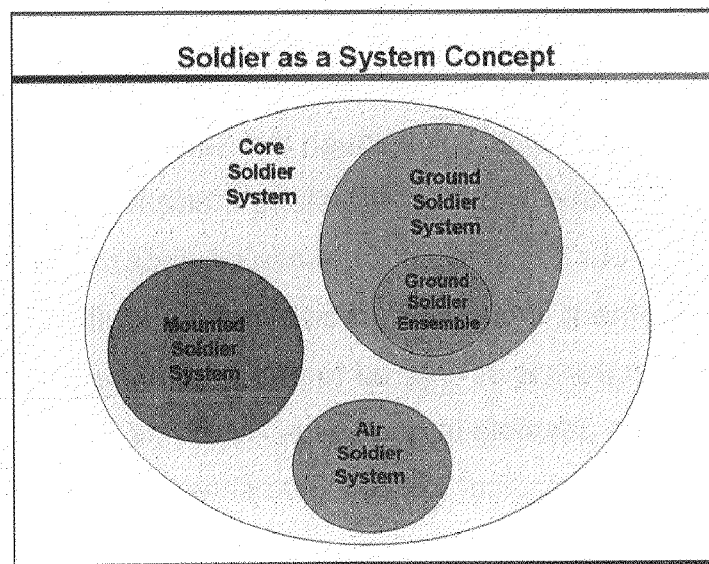 Soldier as a System Concept
Core
Soldier
System
Ground
Soldier
System
Ground
Soldier
Ensemble
Mounted
Soldier
System
Air
Soldier
System